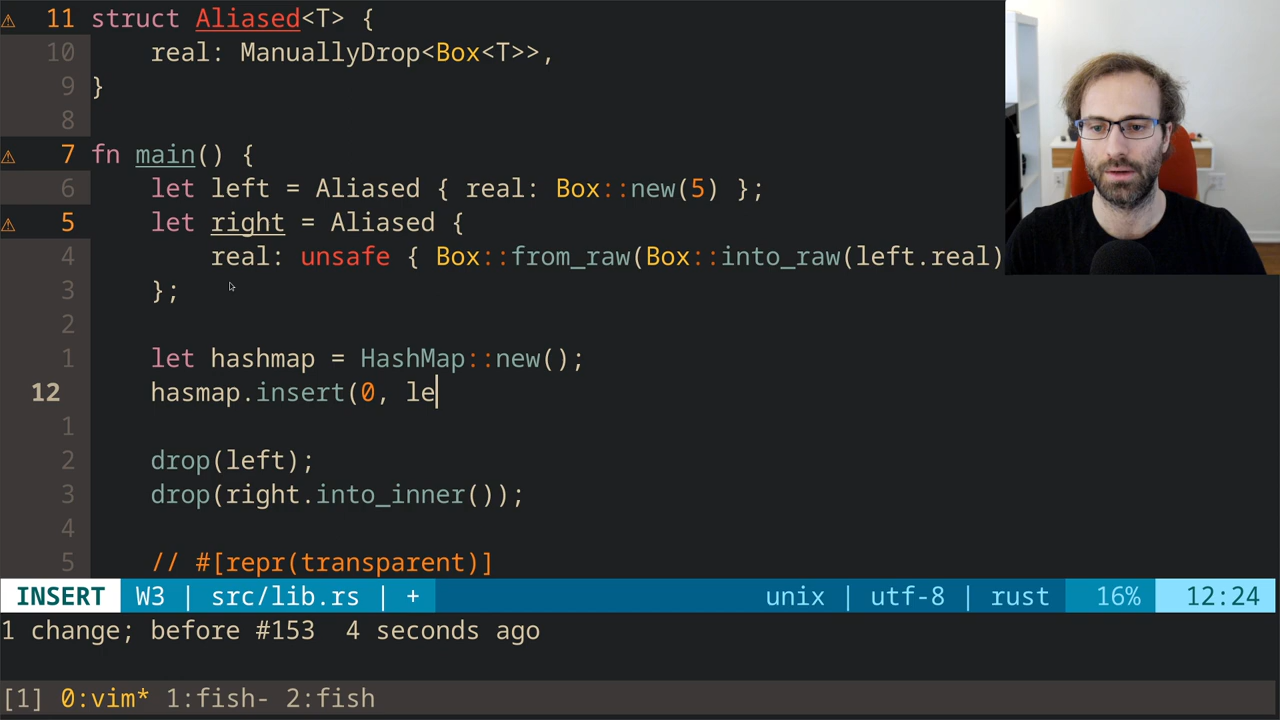 ⚠ 11 struct Aliased<T> {
10     real: ManuallyDrop<Box<T>>,
9 }
8
⚠ 7 fn main() {
6     let left = Aliased { real: Box::new(5) };
⚠ 5     let right = Aliased {
4         real: unsafe { Box::from_raw(Box::into_raw(left.real)
3     };
2
1     let hashmap = HashMap::new();
12     hasmap.insert(0, le
1
2     drop(left);
3     drop(right.into_inner());
4
5     // #[repr(transparent)]
INSERT W3 | src/lib.rs | + unix | utf-8 | rust 16% 12:24
1 change; before #153  4 seconds ago
[1] 0:vim* 1:fish- 2:fish